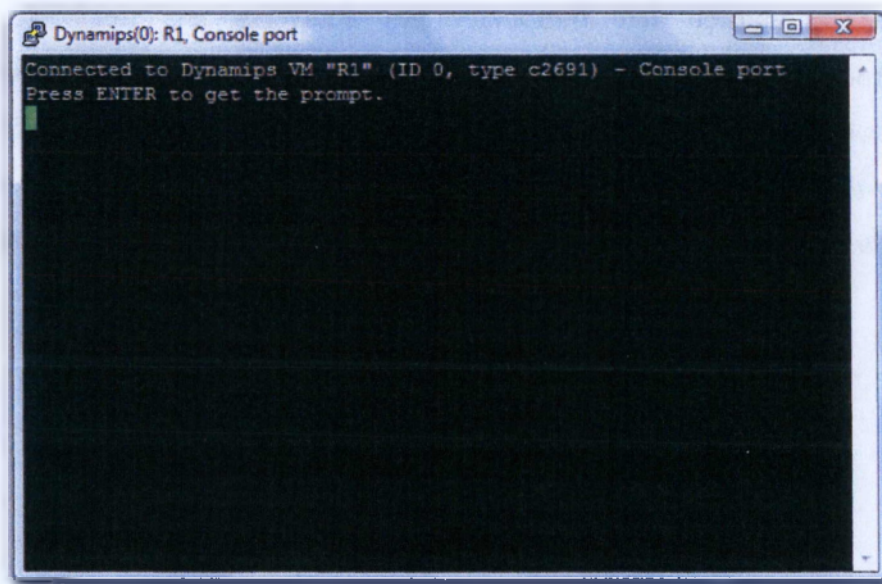 Dynamips(0): R1, Console port
Connected to Dynamips VM "R1" (ID 0, type c2691) - Console port
Press ENTER to get the prompt.